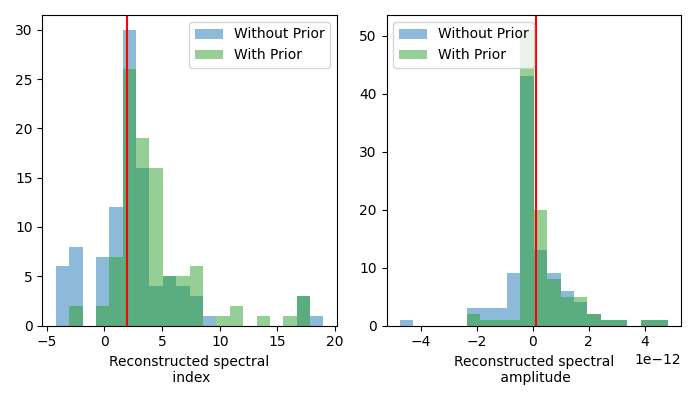 30
25
20
15
10
5
0
−5
0
5
10
15
20
Reconstructed spectral
index
Without Prior
With Prior
50
40
30
20
10
0
−4
−2
0
2
4
1e−12
Reconstructed spectral
amplitude
Without Prior
With Prior